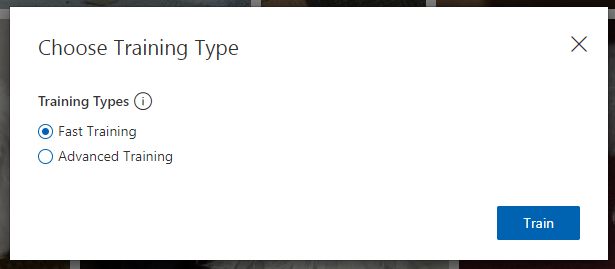 Choose Training Type
Training Types i
Fast Training
Advanced Training
Train